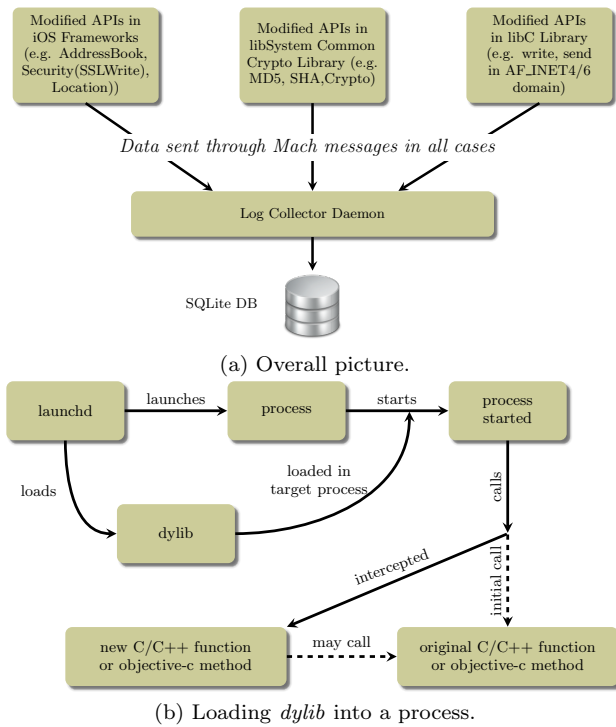 Modified APIs in
iOS Frameworks
(e.g. AddressBook,
Security(SSLWrite),
Location))
Modified APIs in
libSystem Common
Crypto Library (e.g.
MD5, SHA,Crypto)
Modified APIs
in libC Library
(e.g. write, send
in AF_INET4/6
domain)
Data sent through Mach messages in all cases
Log Collector Daemon
SQLite DB
(a) Overall picture.
launchd
launches
process
starts
process
started
loads
loaded in
target process
dylib
calls
intercepted
initial call
new C/C++ function
or objective-c method
may call
original C/C++ function
or objective-c method
(b) Loading dylib into a process.